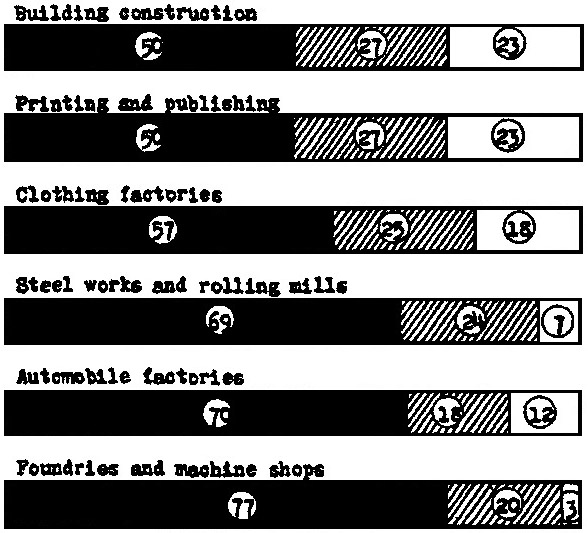 Building construction
50 27 23
Printing and publishing
50 27 23
Clothing factories
57 25 18
Steel works and rolling mills
69 24 7
Automobile factories
70 18 12
Foundries and machine shops
77 20 3